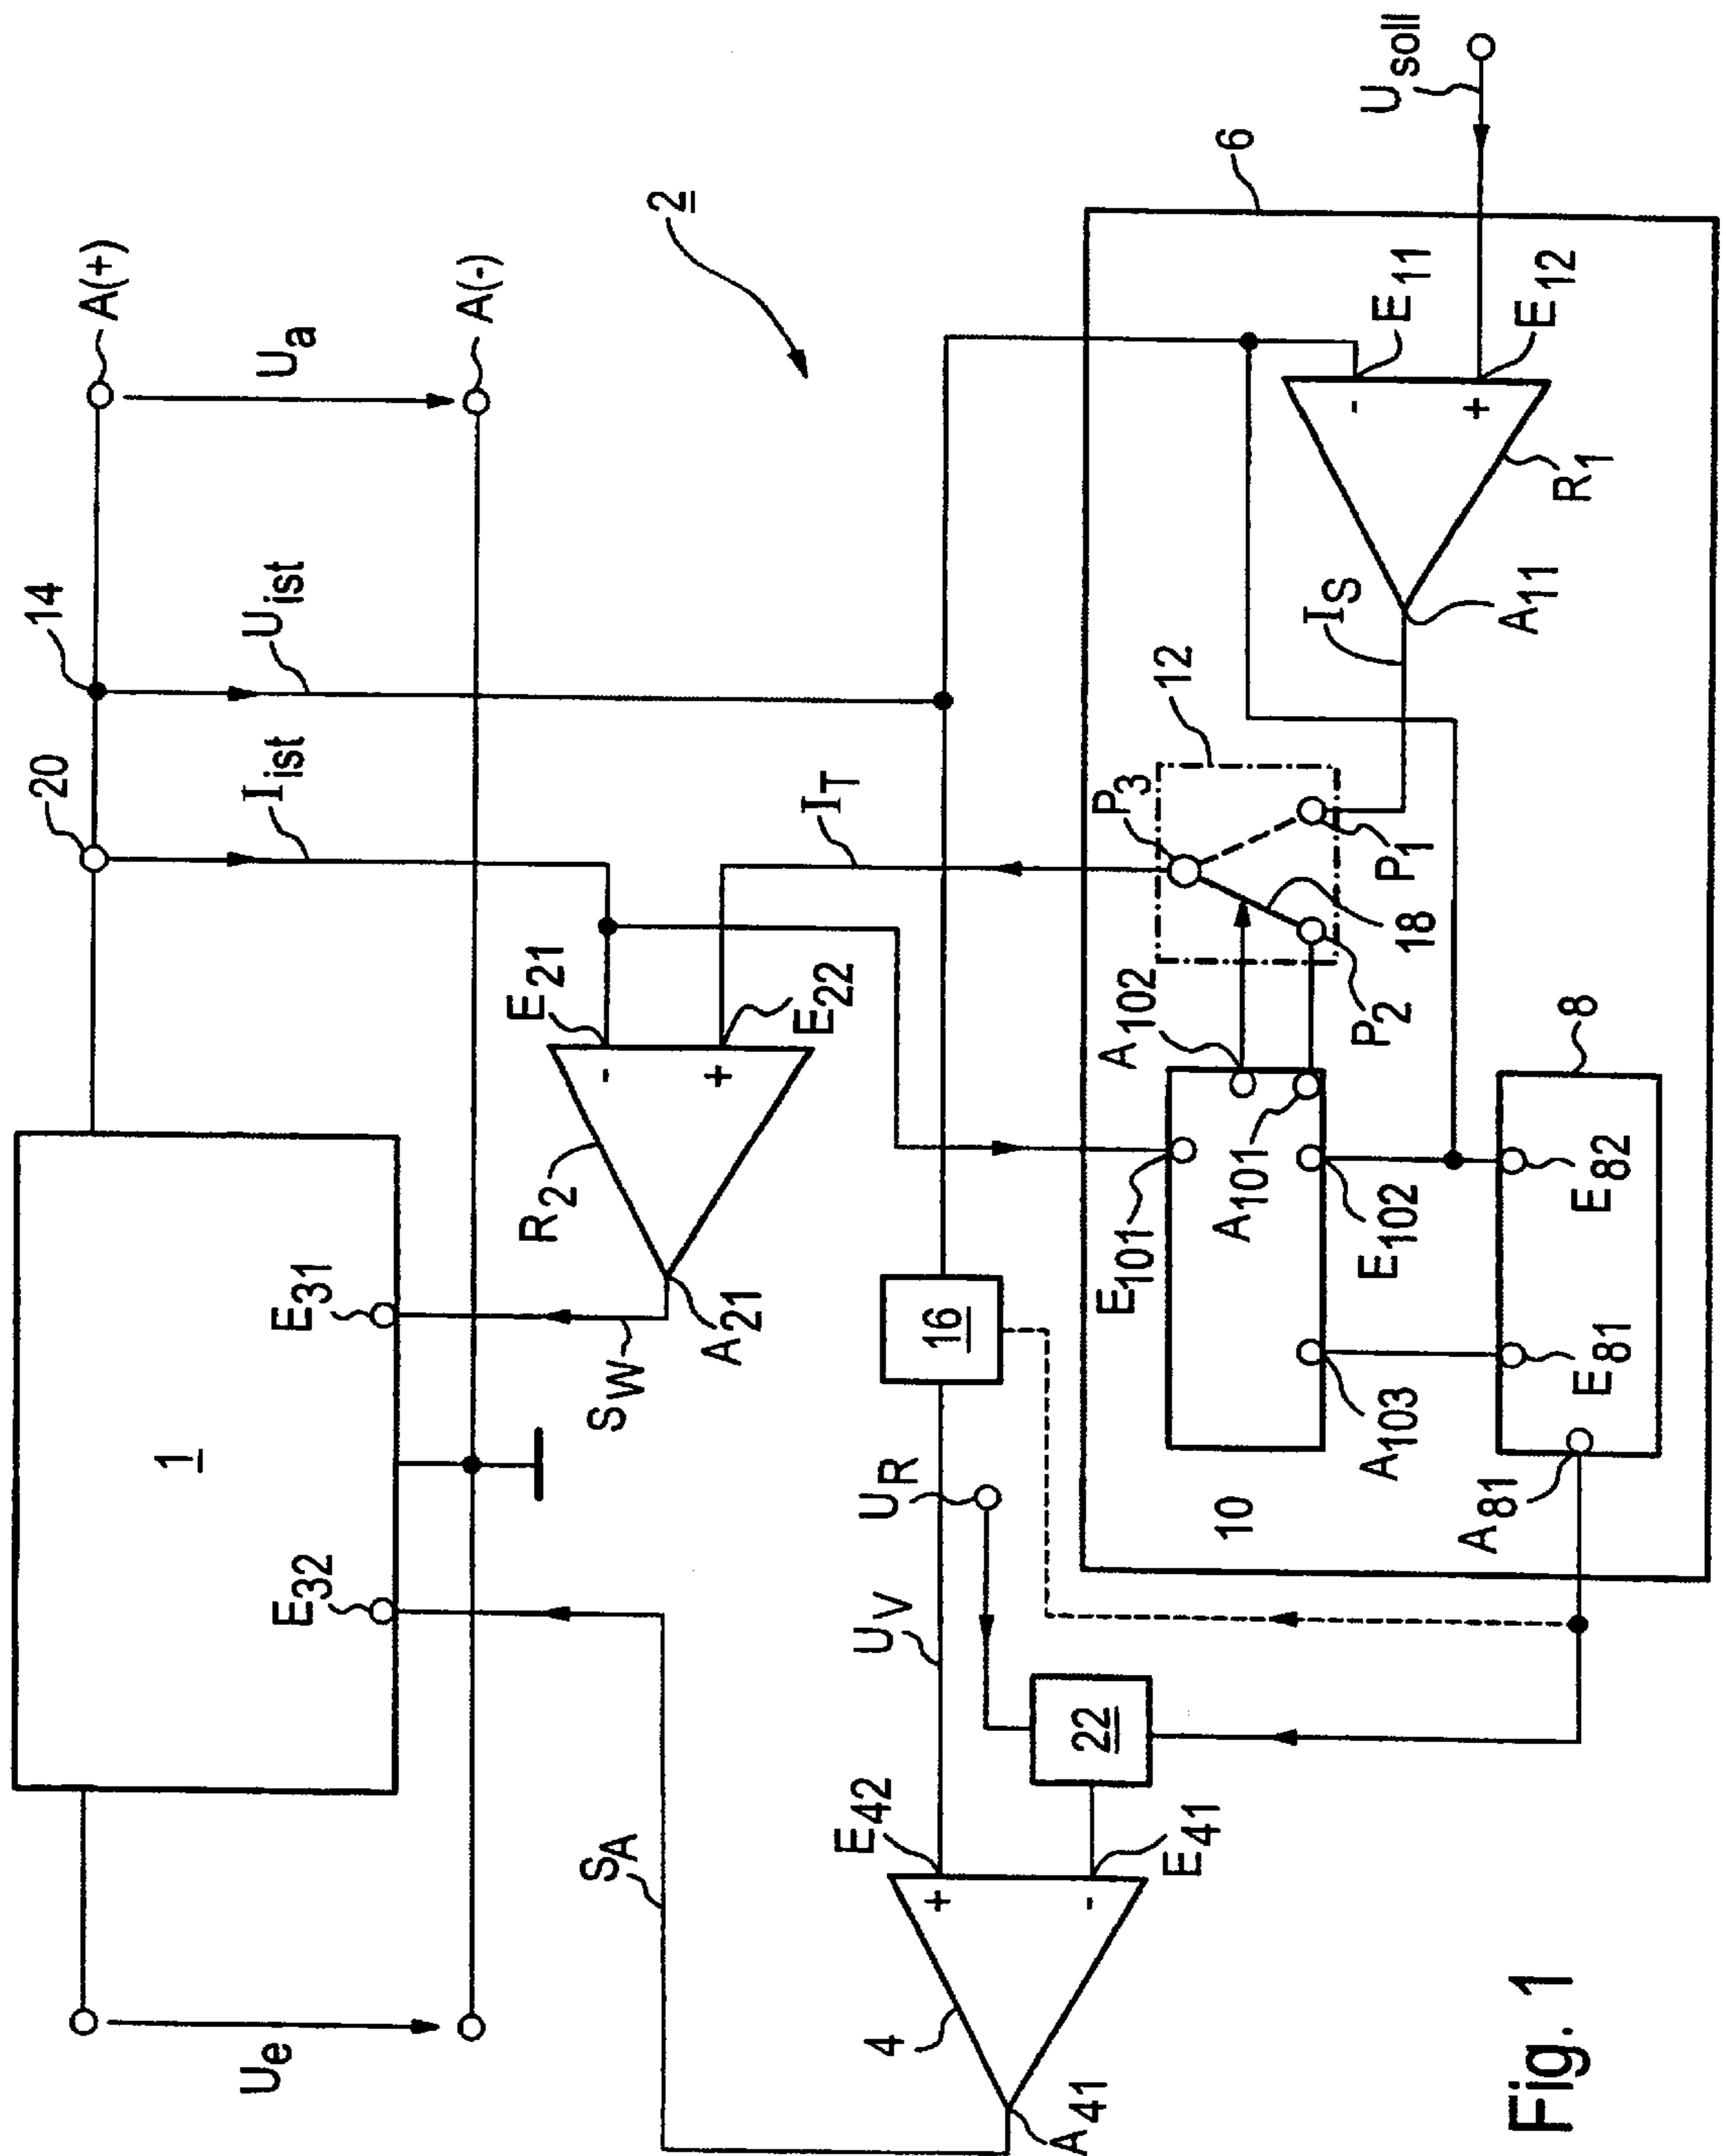 U_e
1
E_32
E_31
20
14
A(+)
U_a
A(-)
I_ist
U_ist
2
S_A
S_W
R_2
A_21
E_21
-
+
E_22
I_T
4
A_41
E_42
+
-
E_41
U_V
U_R
22
16
6
U_soll
10
E_101
A_102
A_101
E_102
A_103
P_3
12
P_2
18
P_1
I_S
A_11
R_1
-
+
E_11
E_12
8
A_81
E_81
E_82
Fig. 1